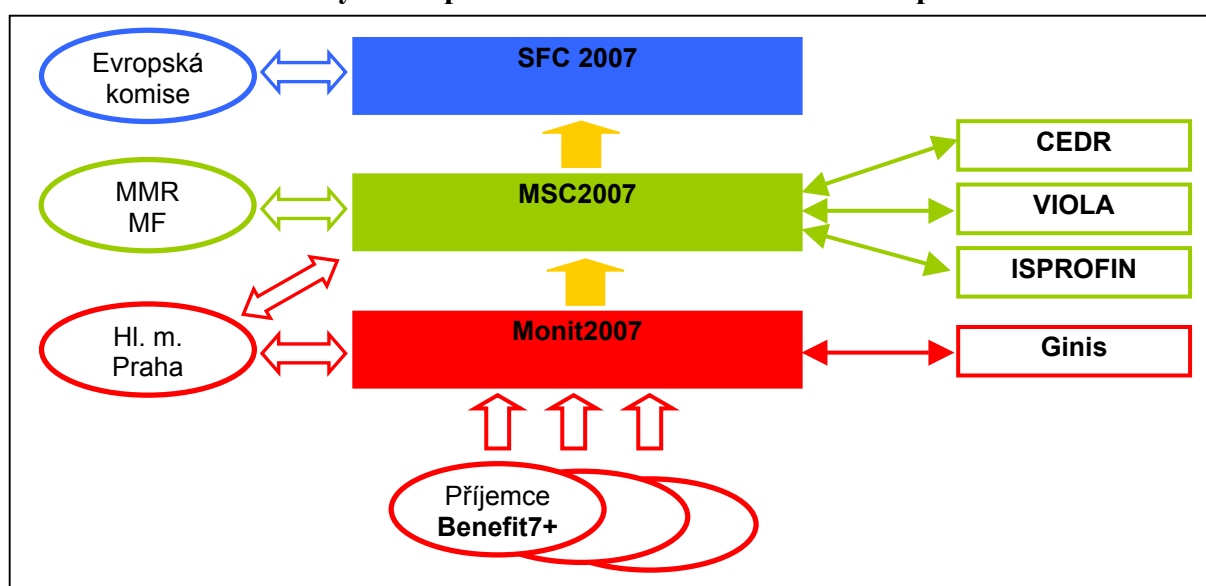 Evropská
komise
SFC 2007
CEDR
MMR
MF
MSC2007
VIOLA
ISPROFIN
Hl. m.
Praha
Monit2007
Ginis
Příjemce
Benefit7+